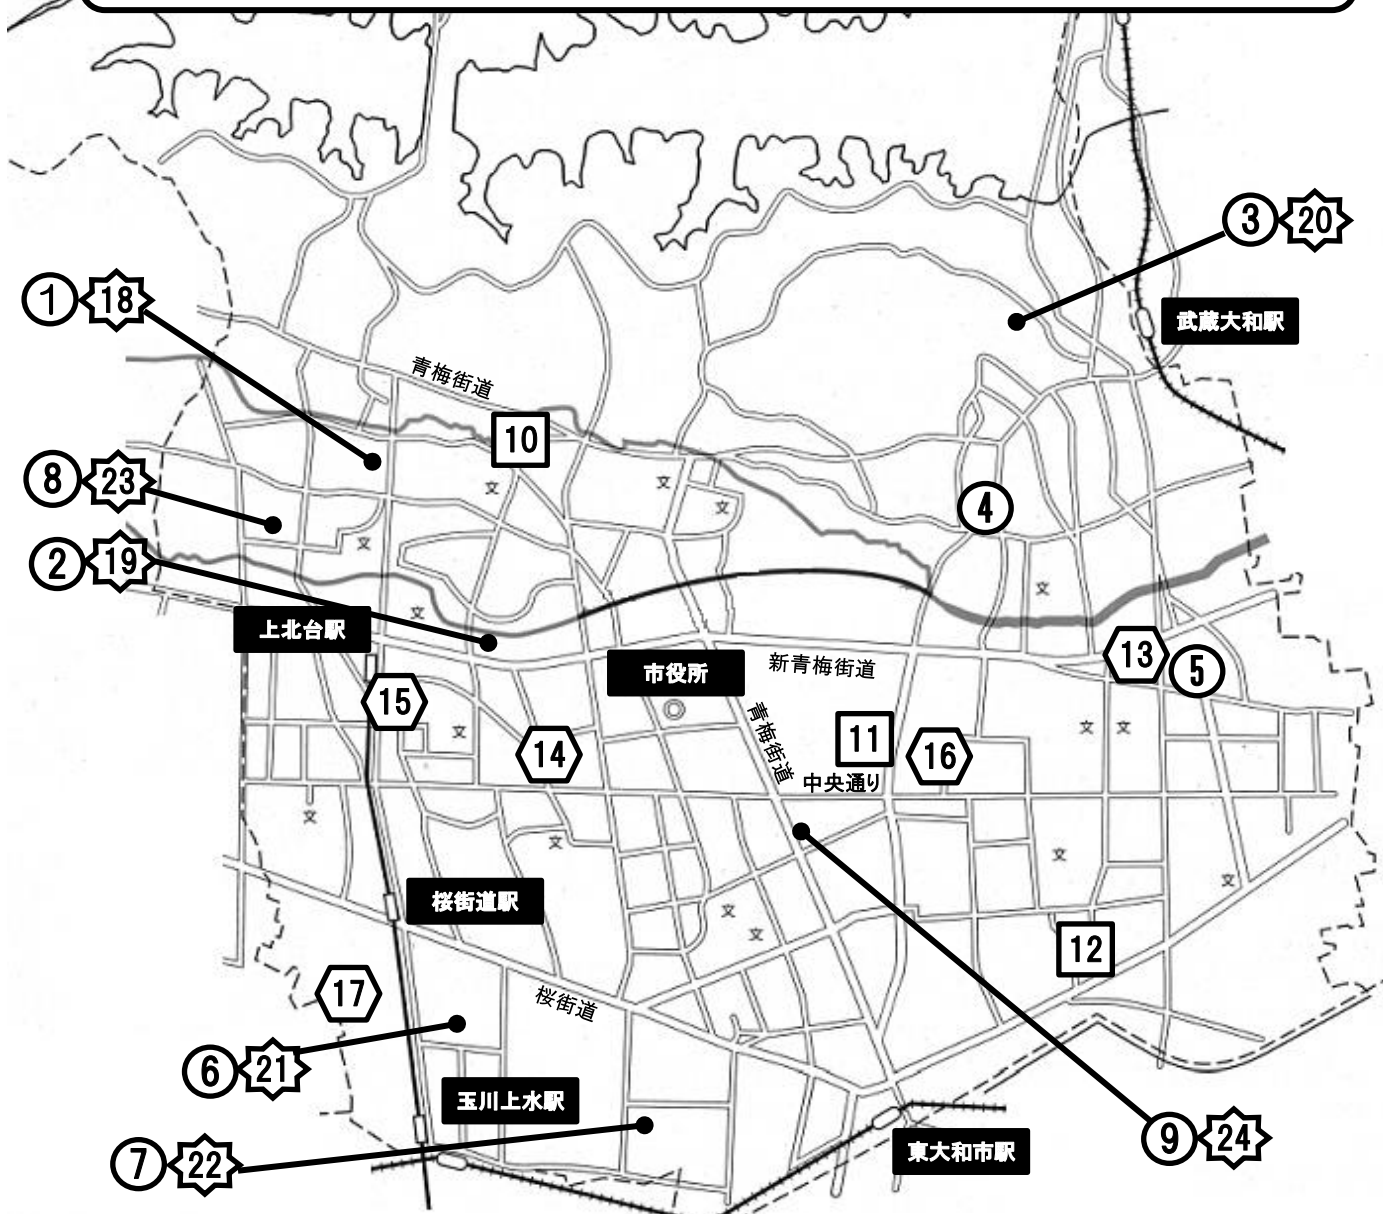 3 20
武蔵大和駅
1 18
青梅街道
10
8 23
文
文
文
4
2 19
文
文
文
上北台駅
13
5
市役所
新青梅街道
15
青梅街道
11
16
文
文
文
14
中央通り
文
文
文
文
桜街道駅
文
文
12
17
桜街道
6 21
玉川上水駅
9 24
東大和市駅
7 22